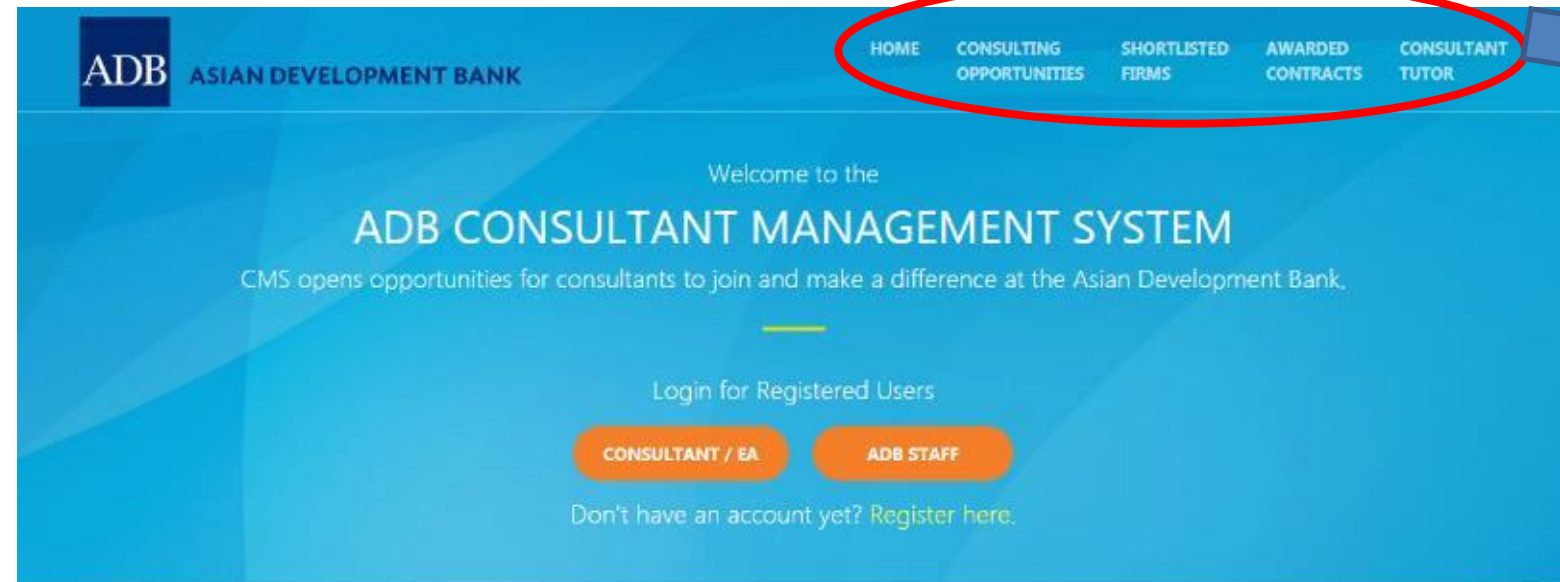 ADB ASIAN DEVELOPMENT BANK
HOME
CONSULTING
OPPORTUNITIES
SHORTLISTED
FIRMS
AWARDED
CONTRACTS
CONSULTANT
TUTOR
Welcome to the
ADB CONSULTANT MANAGEMENT SYSTEM
CMS opens opportunities for consultants to join and make a difference at the Asian Development Bank.
Login for Registered Users
CONSULTANT / EA
ADB STAFF
Don't have an account yet? Register here.